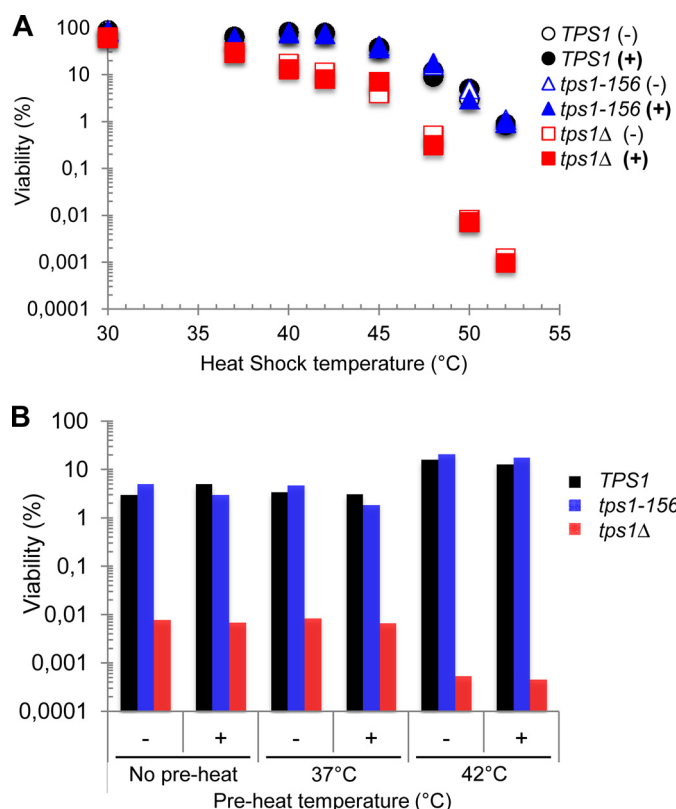 A
100
10
1
0,1
0,01
0,001
0,0001
Viability (%)
30 35 40 45 50 55
Heat Shock temperature (°C)
TPS1 (-)
TPS1 (+)
tps1-156 (-)
tps1-156 (+)
tps1Δ (-)
tps1Δ (+)
B
100
10
1
0,1
0,01
0,001
0,0001
Viability (%)
TPS1
tps1-156
tps1Δ
- + - + - +
No pre-heat 37°C 42°C
Pre-heat temperature (°C)